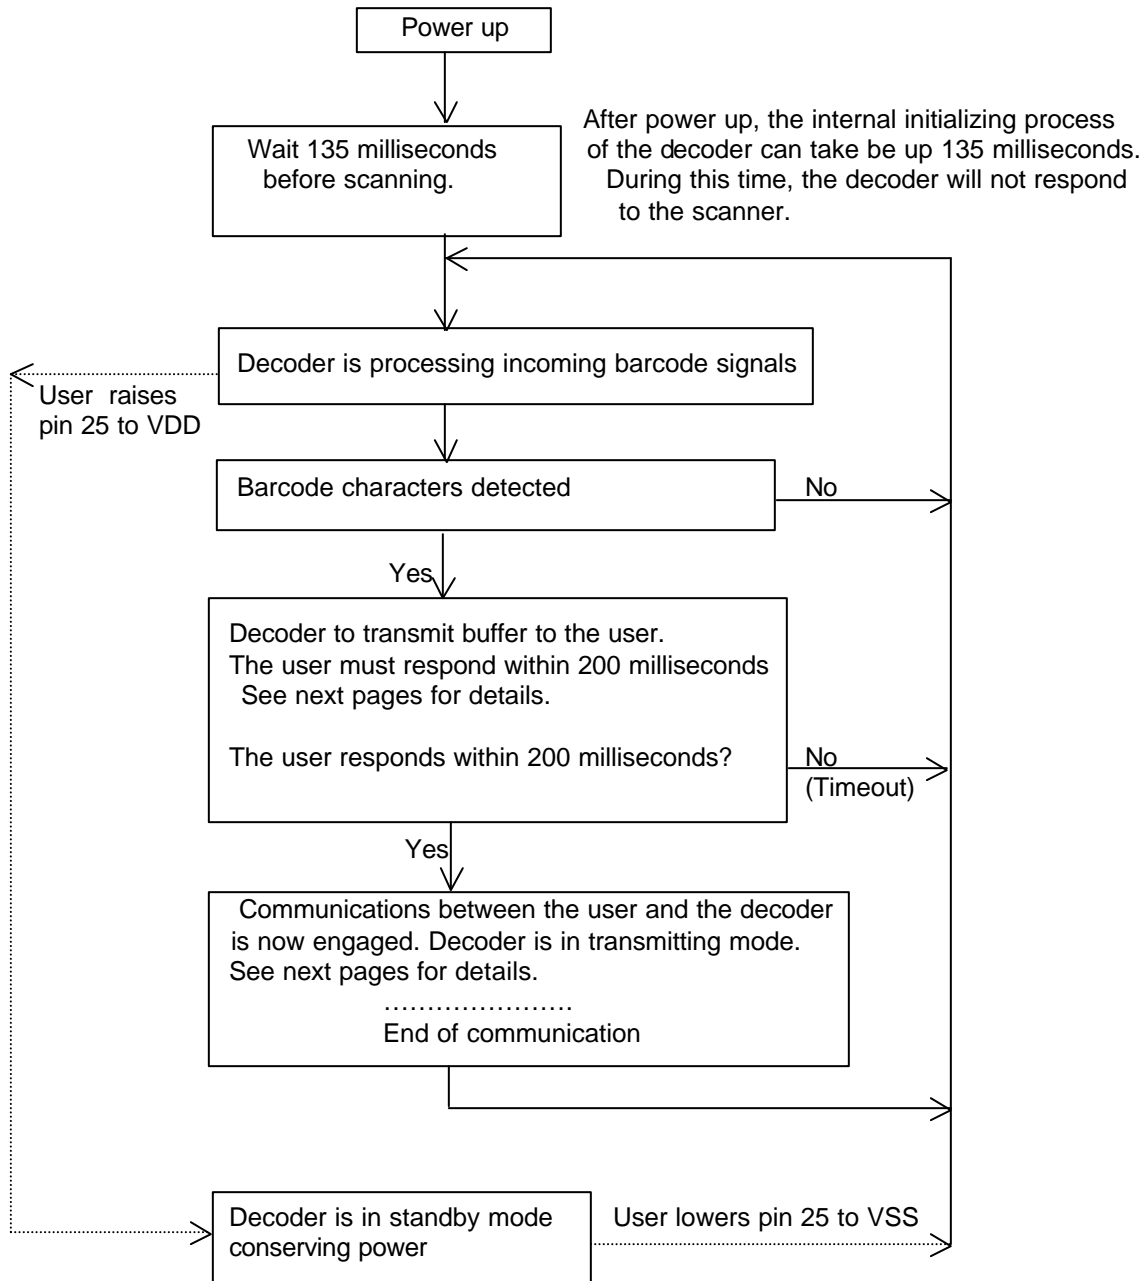 Power up
Wait 135 milliseconds
before scanning.
After power up, the internal initializing process
of the decoder can take be up 135 milliseconds.
During this time, the decoder will not respond
to the scanner.
Decoder is processing incoming barcode signals
User raises
pin 25 to VDD
Barcode characters detected
No
Yes
Decoder to transmit buffer to the user.
The user must respond within 200 milliseconds
See next pages for details.
The user responds within 200 milliseconds?
No
(Timeout)
Yes
Communications between the user and the decoder
is now engaged. Decoder is in transmitting mode.
See next pages for details.
......................
End of communication
Decoder is in standby mode
conserving power
User lowers pin 25 to VSS